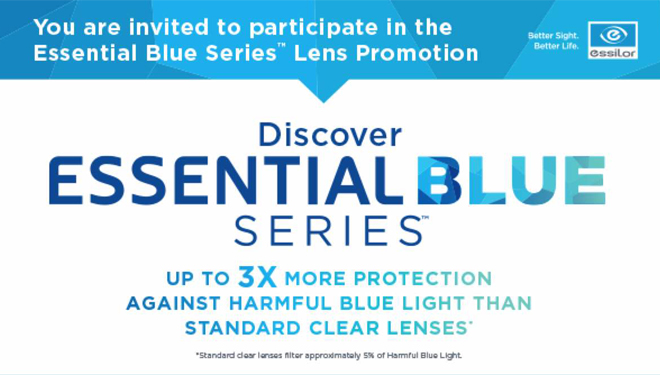 You are invited to participate in the
Essential Blue Series™ Lens Promotion
Better Sight.
Better Life.
essilor
Discover
ESSENTIAL BLUE
SERIES™
UP TO 3X MORE PROTECTION
AGAINST HARMFUL BLUE LIGHT THAN
STANDARD CLEAR LENSES*
*Standard clear lenses filter approximately 5% of Harmful Blue Light.